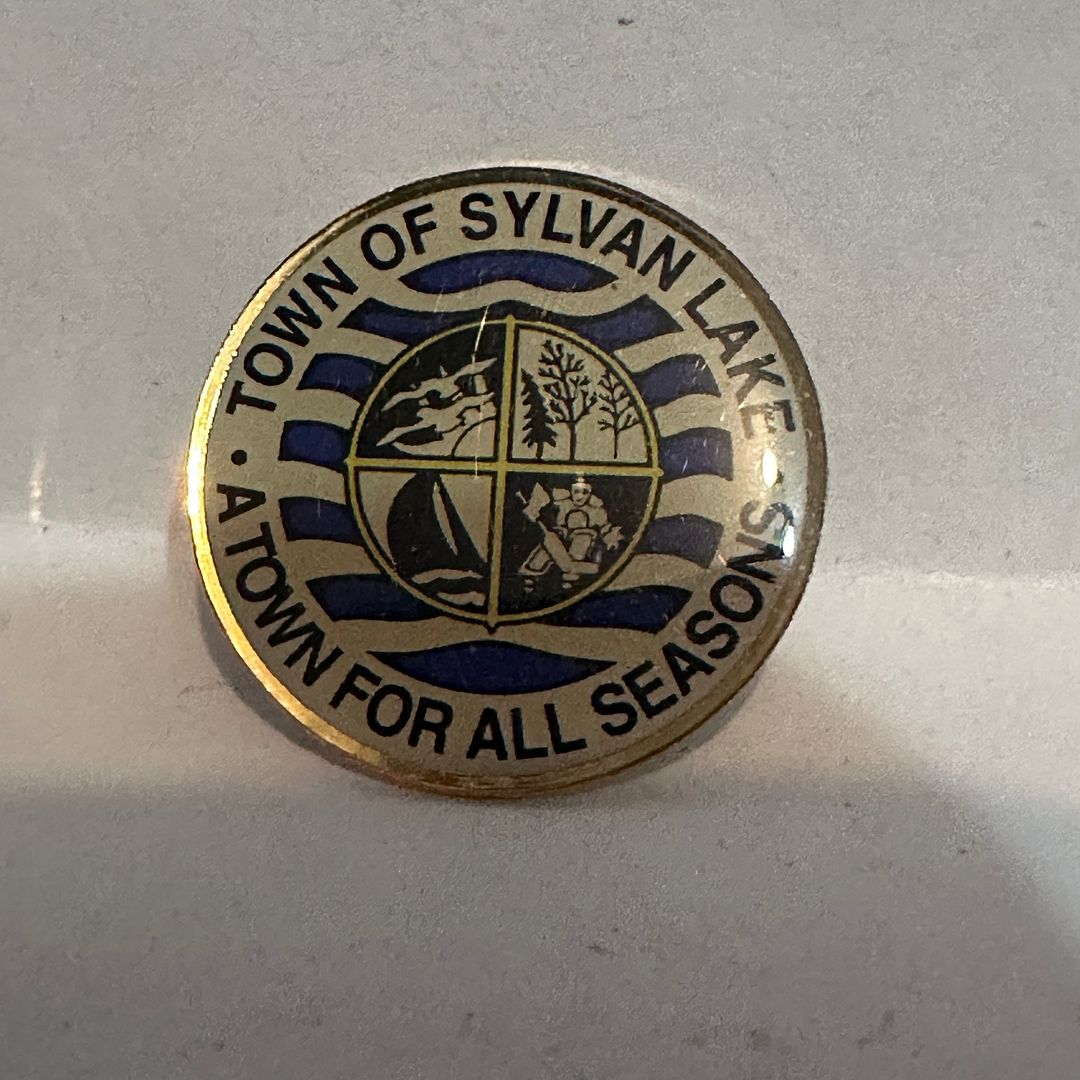 • TOWN OF SYLVAN LAKE •
A TOWN FOR ALL SEASONS